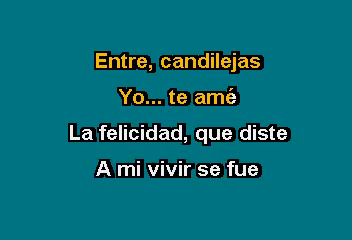 Entre, candilejas
Yo... te amé
La felicidad, que diste
A mi vivir se fue